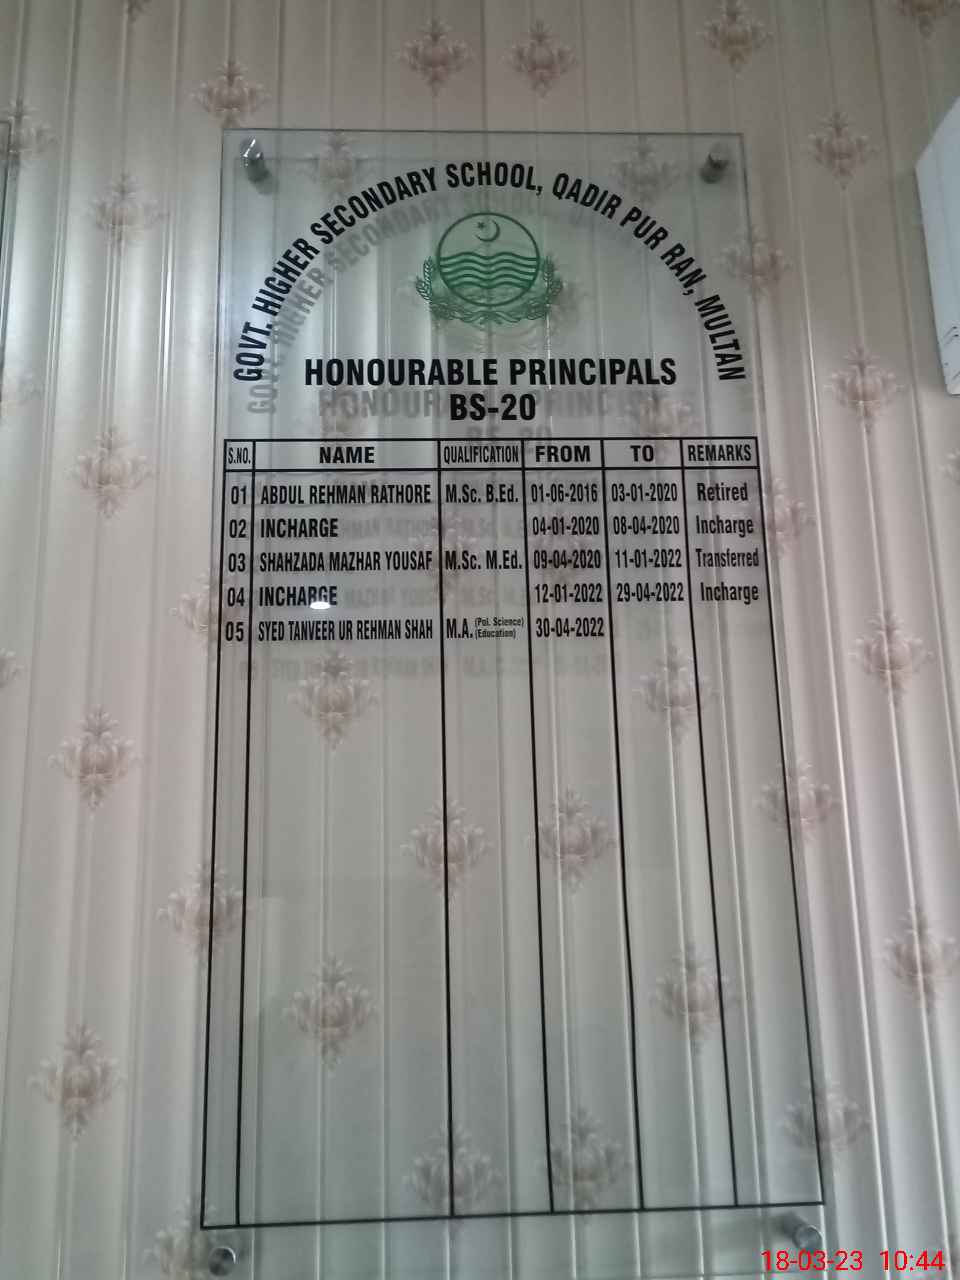 GOVT. HIGHER SECONDARY SCHOOL, QADIR PUR RAN, MULTAN
HONOURABLE PRINCIPALS
BS-20
S.NO. NAME QUALIFICATION FROM TO REMARKS
01 ABDUL REHMAN RATHORE M.Sc. B.Ed. 01-06-2016 03-01-2020 Retired
02 INCHARGE 04-01-2020 08-04-2020 Incharge
03 SHAHZADA MAZHAR YOUSAF M.Sc. M.Ed. 09-04-2020 11-01-2022 Transferred
04 INCHARGE 12-01-2022 29-04-2022 Incharge
05 SYED TANVEER UR REHMAN SHAH M.A. (Pol. Science) (Education) 30-04-2022
18-03-23 10:44